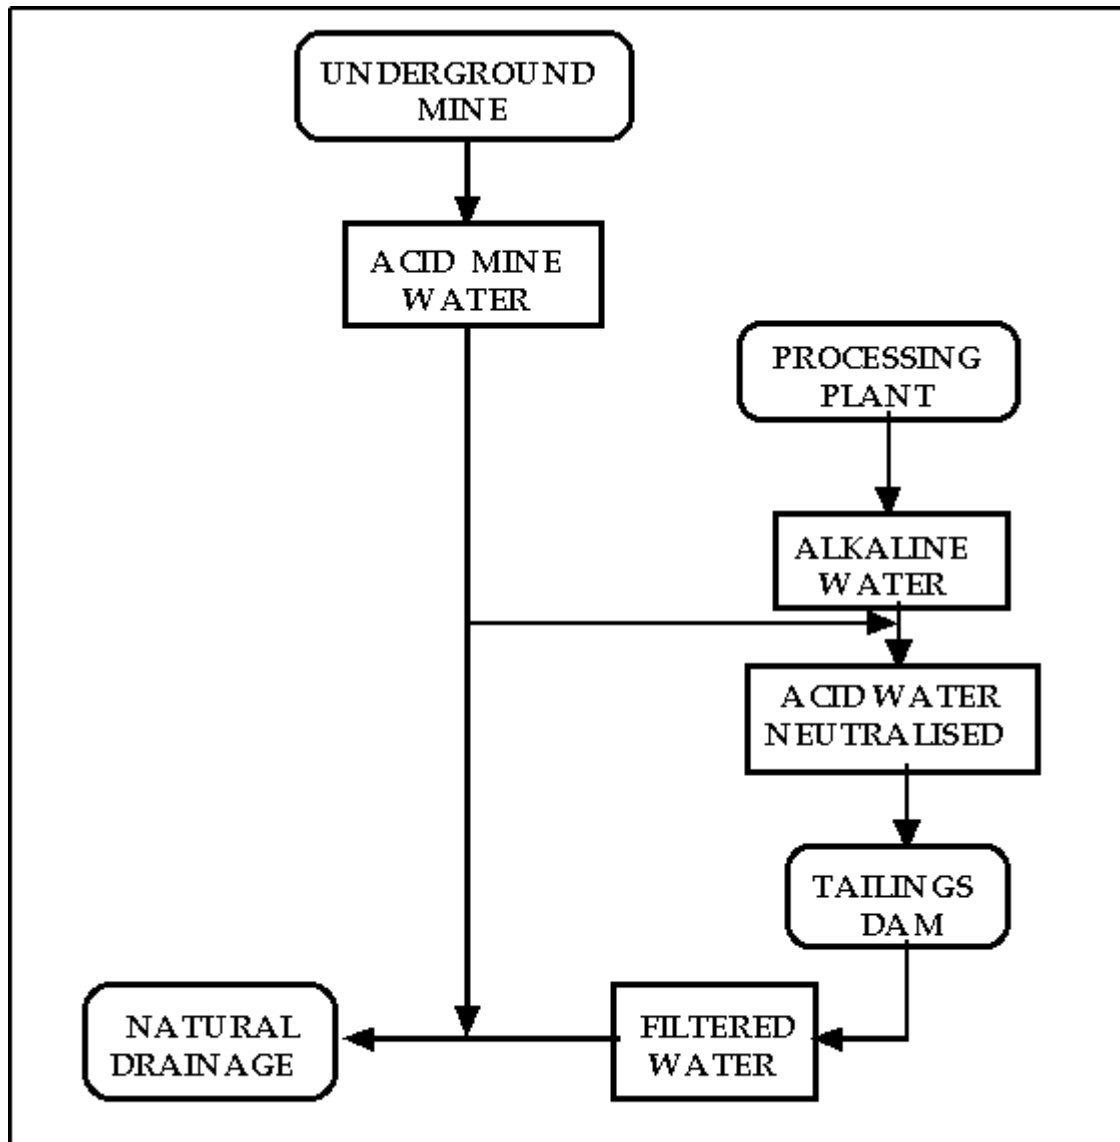 UNDERGROUND
MINE
ACID MINE
WATER
PROCESSING
PLANT
ALKALINE
WATER
ACID WATER
NEUTRALISED
TAILINGS
DAM
FILTERED
WATER
NATURAL
DRAINAGE